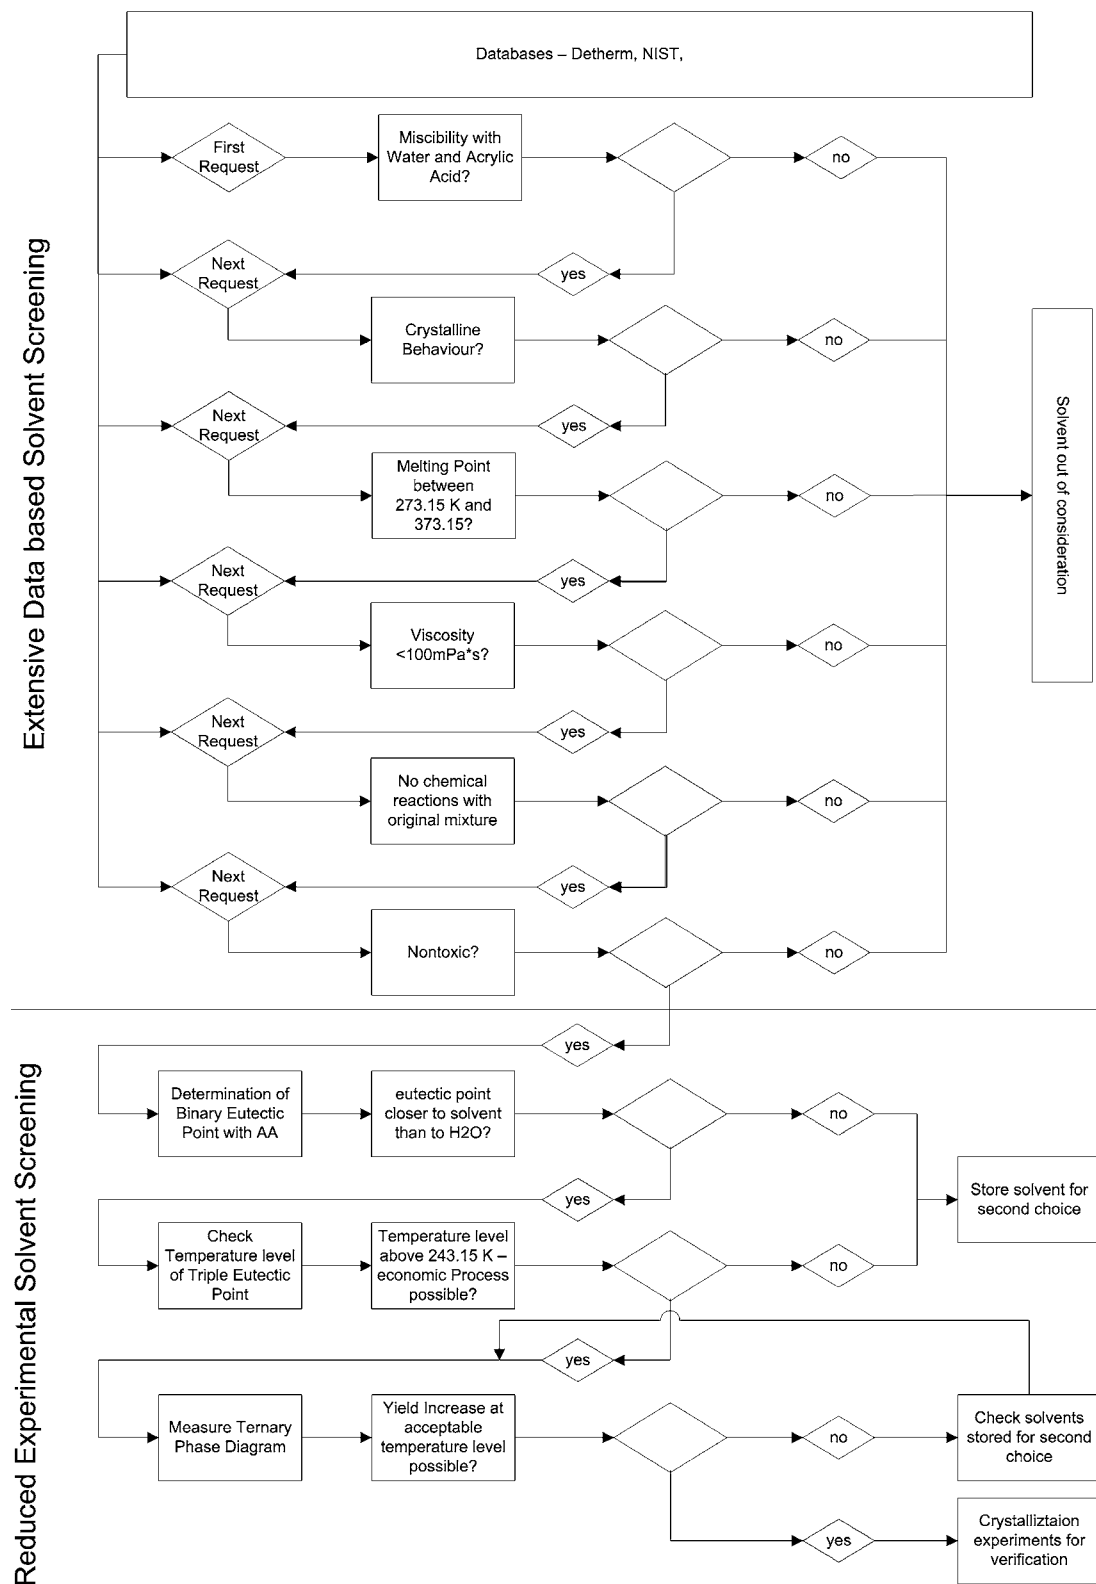 Databases – Detherm, NIST,
Extensive Data based Solvent Screening
First
Request
Miscibility with
Water and Acrylic
Acid?
no
Next
Request
yes
Crystalline
Behaviour?
no
Solvent out of consideration
Next
Request
yes
Melting Point
between
273.15 K and
373.15?
no
Next
Request
yes
Viscosity
<100mPa*s?
no
Next
Request
yes
No chemical
reactions with
original mixture
no
Next
Request
yes
Nontoxic?
no
Reduced Experimental Solvent Screening
yes
Determination of
Binary Eutectic
Point with AA
eutectic point
closer to solvent
than to H2O?
no
Store solvent for
second choice
yes
Check
Temperature level
of Triple Eutectic
Point
Temperature level
above 243.15 K –
economic Process
possible?
no
yes
Measure Ternary
Phase Diagram
Yield Increase at
acceptable
temperature level
possible?
no
Check solvents
stored for second
choice
yes
Crystalliztaion
experiments for
verification